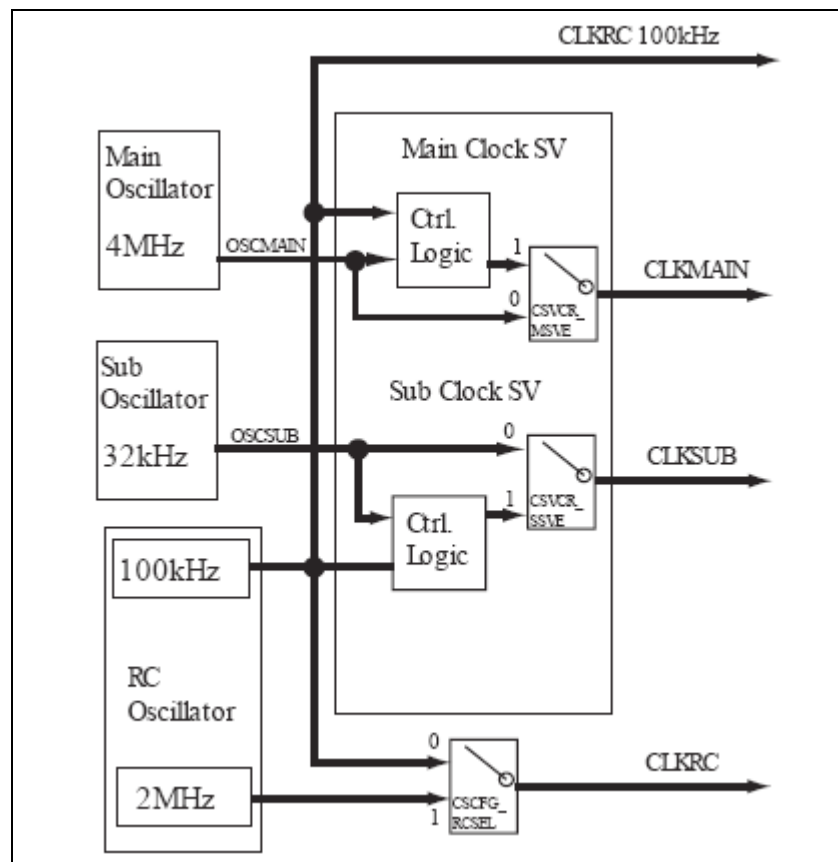 CLKRC 100kHz
Main Clock SV
Main
Oscillator
4MHz
OSCMAIN
Ctrl.
Logic
1
0
CSVCR_
MSVE
CLKMAIN
Sub Clock SV
Sub
Oscillator
32kHz
OSCSUB
0
1
CSVCR_
SSVE
CLKSUB
Ctrl.
Logic
100kHz
RC
Oscillator
2MHz
0
1
CSCFG_
RCSEL
CLKRC